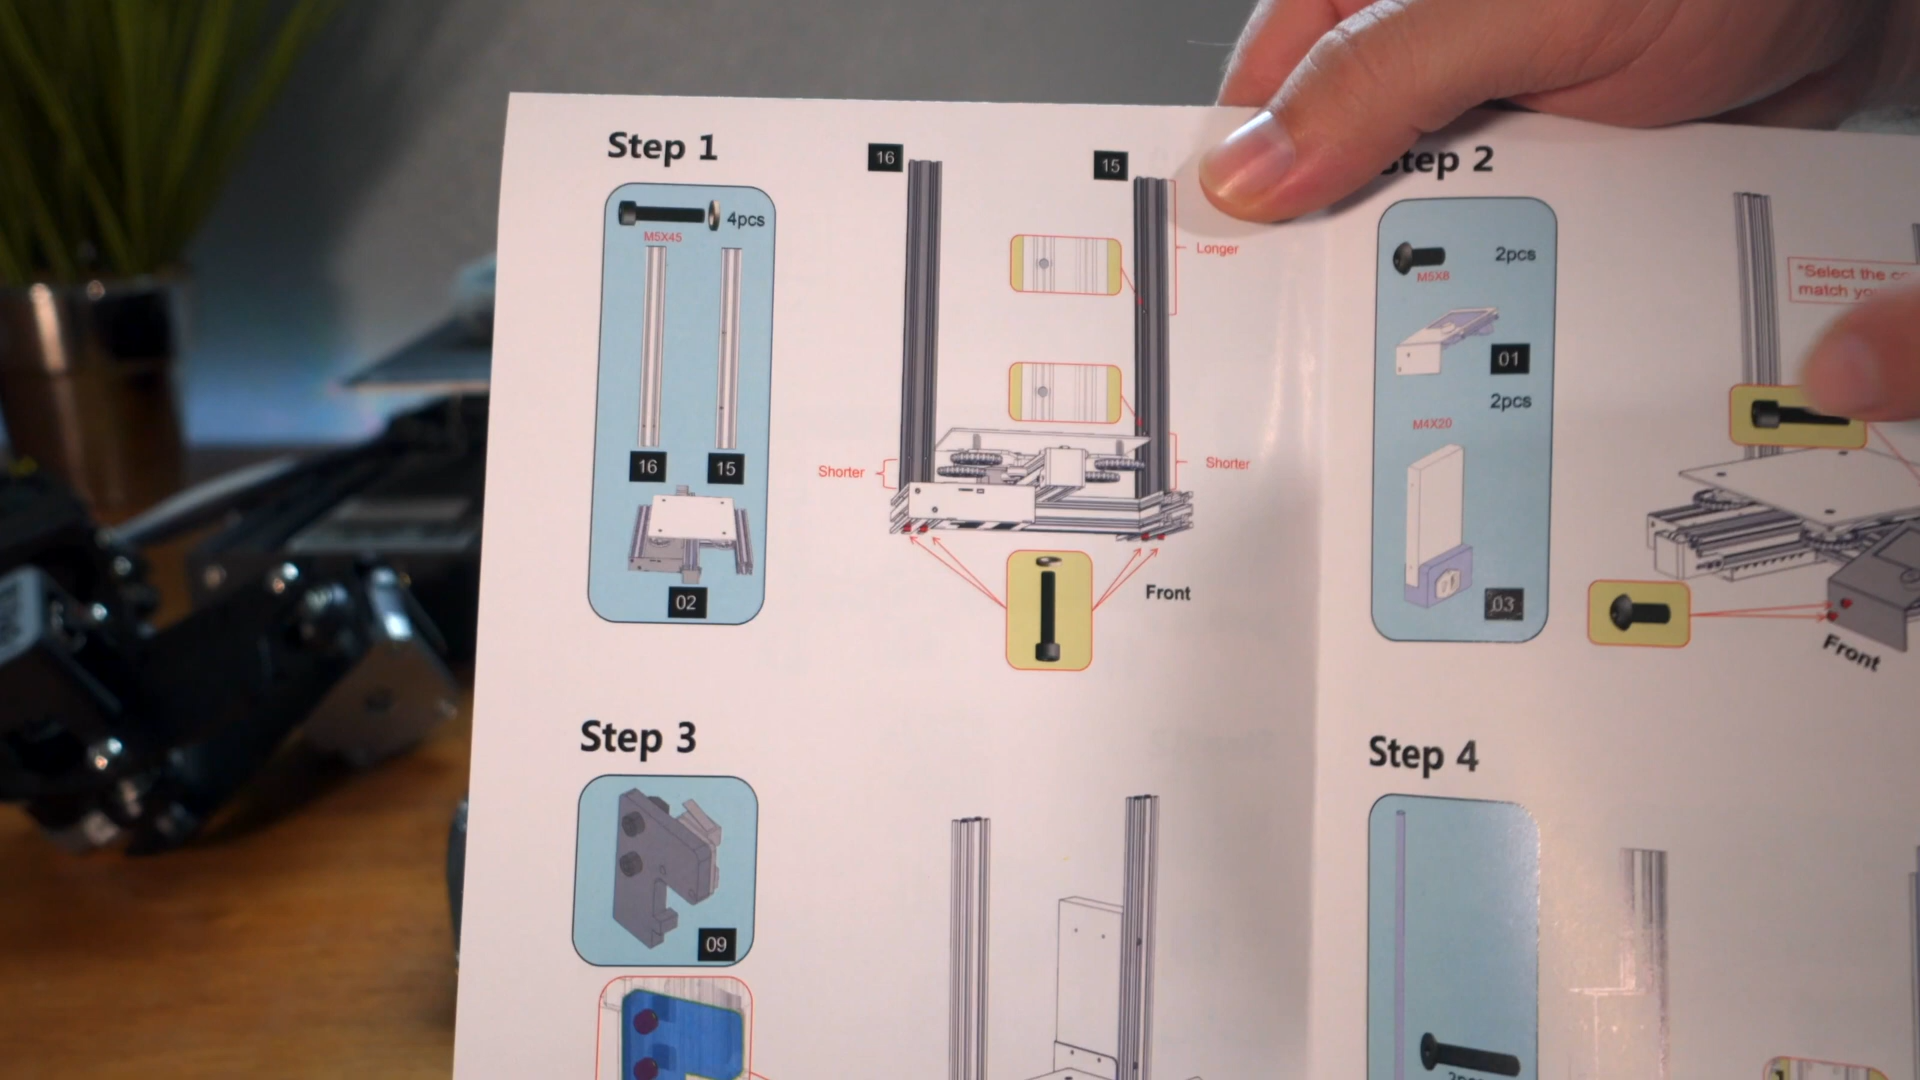 Step 1
4pcs
M5X45
16
15
02
16
15
Longer
Shorter
Shorter
Front
Step 2
2pcs
M5X8
01
2pcs
M4X20
03
*Select the
match
Front
Step 3
09
Step 4